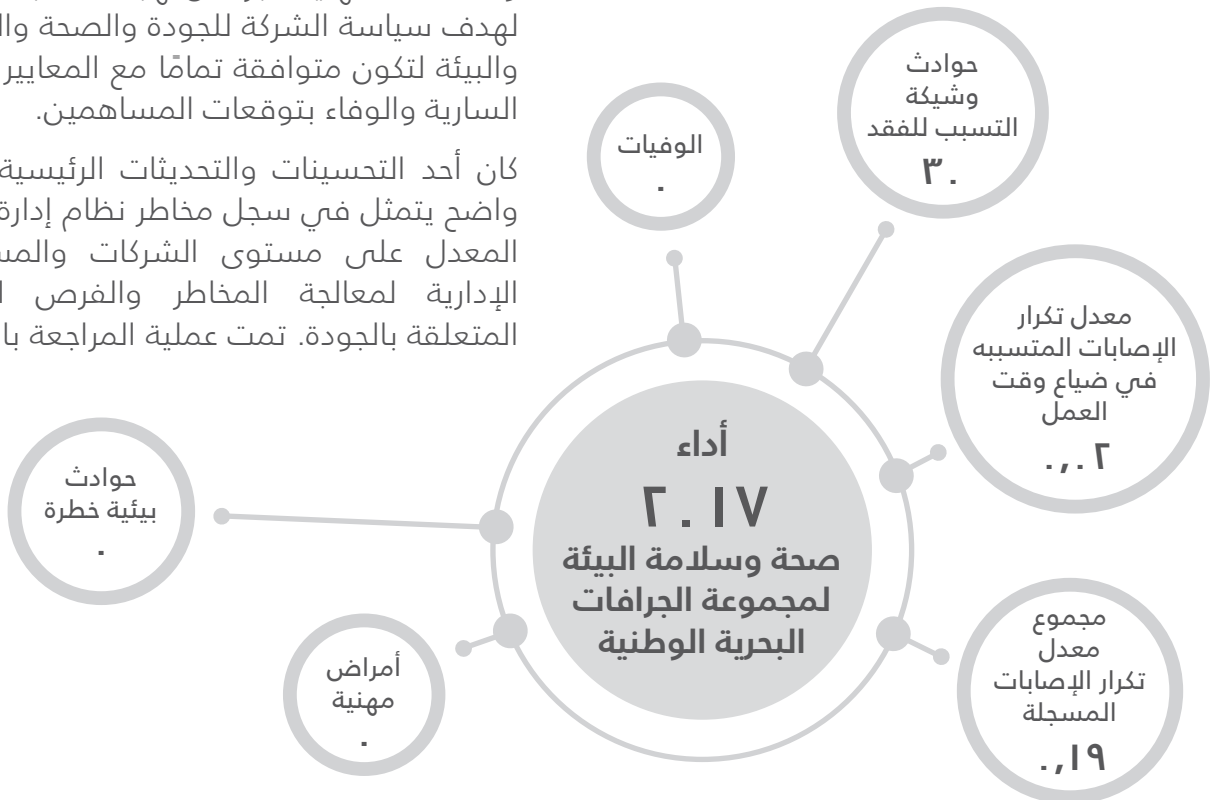 لهدف سياسة الشركة للجودة والصحة
والبيئة لتكون متوافقة تمامًا مع المعايير
السارية والوفاء بتوقعات المساهمين.
كان أحد التحسينات والتحديثات الرئيسية
واضح يتمثل في سجل مخاطر نظام إدارة
المعدل على مستوى الشركات
الإدارية لمعالجة المخاطر والفرص
المتعلقة بالجودة. تمت عملية المراجعة
حوادث
وشيكة
التسبب للفقد
٣٠
الوفيات
٠
معدل تكرار
الإصابات المتسببه
في ضياع وقت
العمل
٠,٠٢
أداء
٢٠١٧
صحة وسلامة البيئة
لمجموعة الجرافات
البحرية الوطنية
حوادث
بيئية خطرة
٠
أمراض
مهنية
٠
مجموع
معدل
تكرار الإصابات
المسجلة
٠,١٩